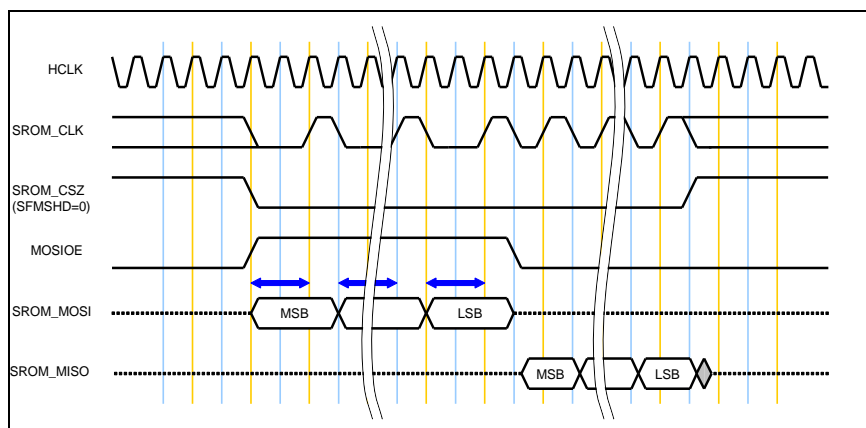 HCLK
SROM_CLK
SROM_CSZ
(SFMSHD=0)
MOSIOE
SROM_MOSI
MSB
LSB
SROM_MISO
MSB
LSB